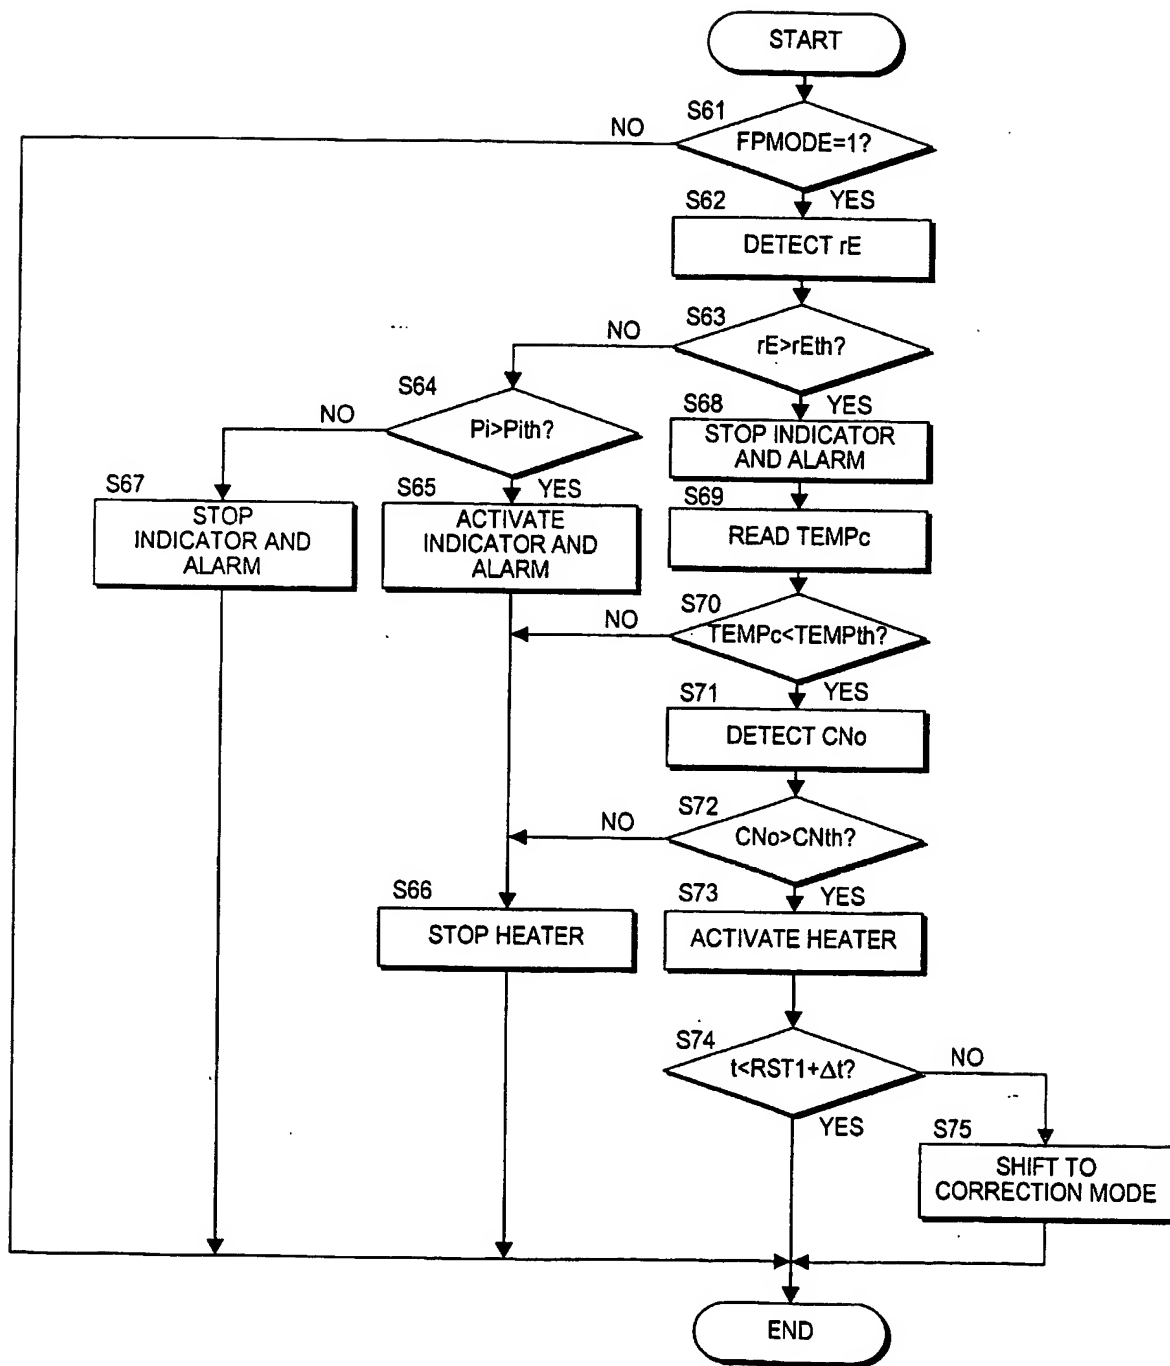 START
S61
NO
FPMODE=1?
YES
S62
DETECT rE
S63
NO
rE>rEth?
YES
S64
NO
Pi>Pith?
YES
S68
STOP INDICATOR
AND ALARM
S67
STOP
INDICATOR AND
ALARM
S65
ACTIVATE
INDICATOR AND
ALARM
S69
READ TEMPc
S70
NO
TEMPc<TEMPth?
YES
S71
DETECT CNo
S72
NO
CNo>CNth?
YES
S66
STOP HEATER
S73
ACTIVATE HEATER
S74
t<RST1+Δt?
NO
YES
S75
SHIFT TO
CORRECTION MODE
END